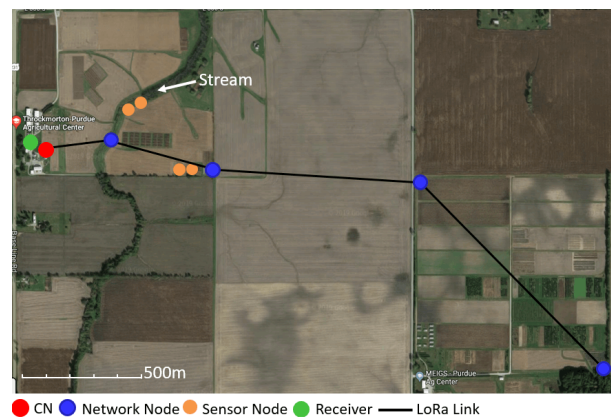 Stream
Throckmorton Purdue
Agricultural Center
500m
MEIGS - Purdue
Ag Center
CN Network Node Sensor Node Receiver LoRa Link